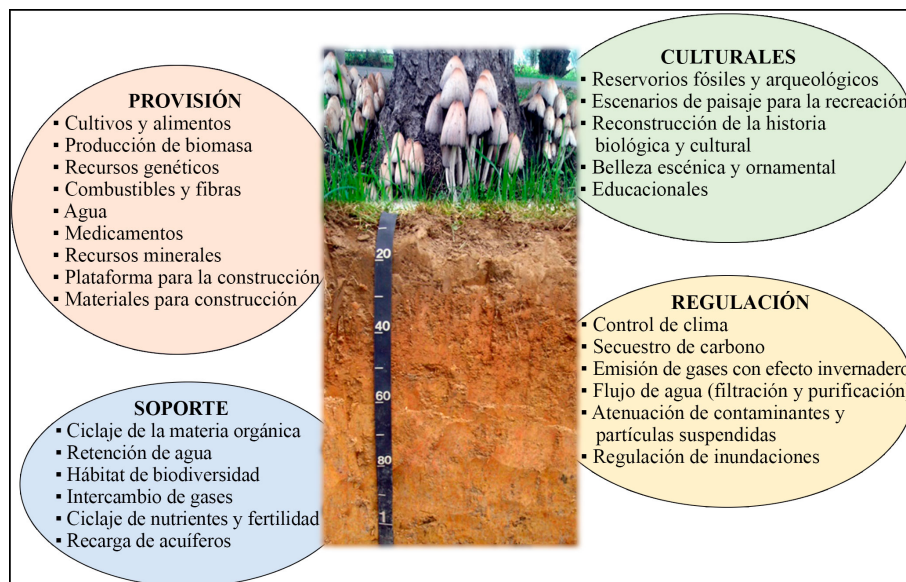 PROVISIÓN
▪ Cultivos y alimentos
▪ Producción de biomasa
▪ Recursos genéticos
▪ Combustibles y fibras
▪ Agua
▪ Medicamentos
▪ Recursos minerales
▪ Plataforma para la construcción
▪ Materiales para construcción
SOPORTE
▪ Ciclaje de la materia orgánica
▪ Retención de agua
▪ Hábitat de biodiversidad
▪ Intercambio de gases
▪ Ciclaje de nutrientes y fertilidad
▪ Recarga de acuíferos
20
40
60
80
1
CULTURALES
▪ Reservorios fósiles y arqueológicos
▪ Escenarios de paisaje para la recreación
▪ Reconstrucción de la historia
biológica y cultural
▪ Belleza escénica y ornamental
▪ Educacionales
REGULACIÓN
▪ Control de clima
▪ Secuestro de carbono
▪ Emisión de gases con efecto invernadero
▪ Flujo de agua (filtración y purificación
▪ Atenuación de contaminantes y
partículas suspendidas
▪ Regulación de inundaciones